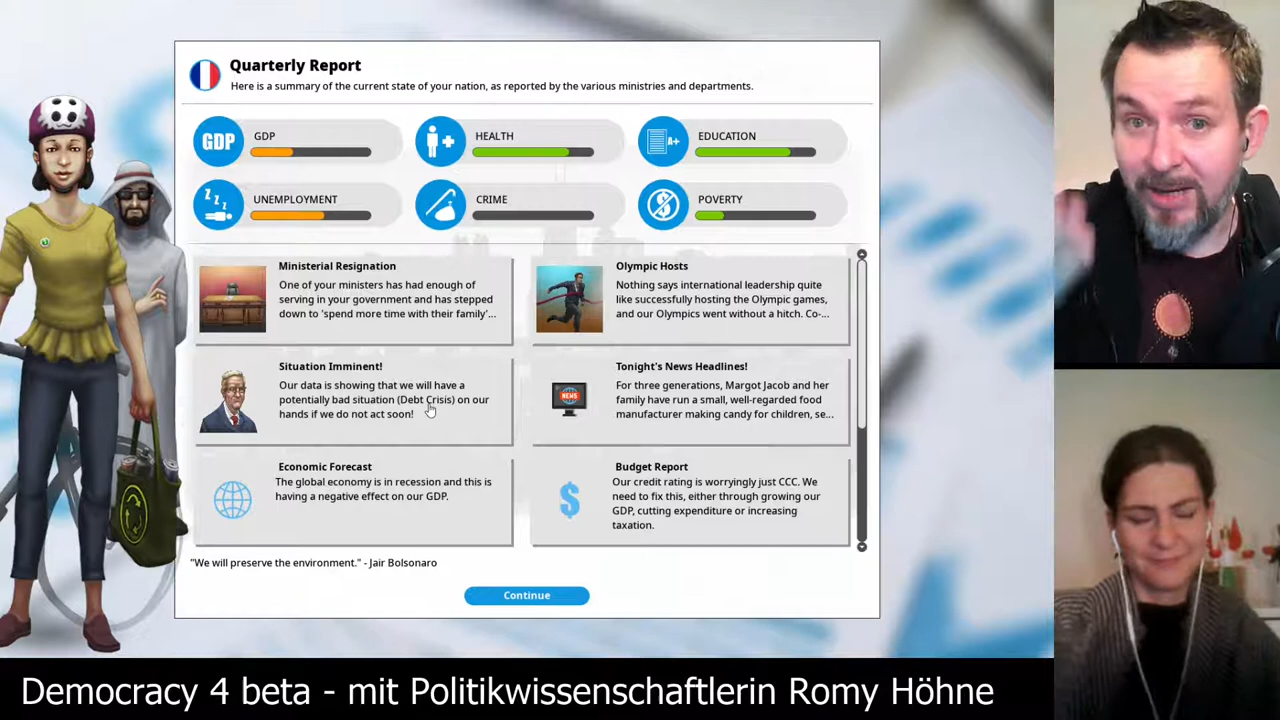 Quarterly Report
Here is a summary of the current state of your nation, as reported by the various ministries and departments.
GDP
GDP
HEALTH
A+
EDUCATION
Z Z Z
UNEMPLOYMENT
CRIME
$
POVERTY
Ministerial Resignation
One of your ministers has had enough of
serving in your government and has stepped
down to 'spend more time with their family'...
Olympic Hosts
Nothing says international leadership quite
like successfully hosting the Olympic games,
and our Olympics went without a hitch. Co-...
Situation Imminent!
Our data is showing that we will have a
potentially bad situation (Debt Crisis) on our
hands if we do not act soon!
NEWS
Tonight's News Headlines!
For three generations, Margot Jacob and her
family have run a small, well-regarded food
manufacturer making candy for children, se...
Economic Forecast
The global economy is in recession and this is
having a negative effect on our GDP.
$
Budget Report
Our credit rating is worryingly just CCC. We
need to fix this, either through growing our
GDP, cutting expenditure or increasing
taxation.
"We will preserve the environment." - Jair Bolsonaro
Continue
Democracy 4 beta - mit Politikwissenschaftlerin Romy Höhne